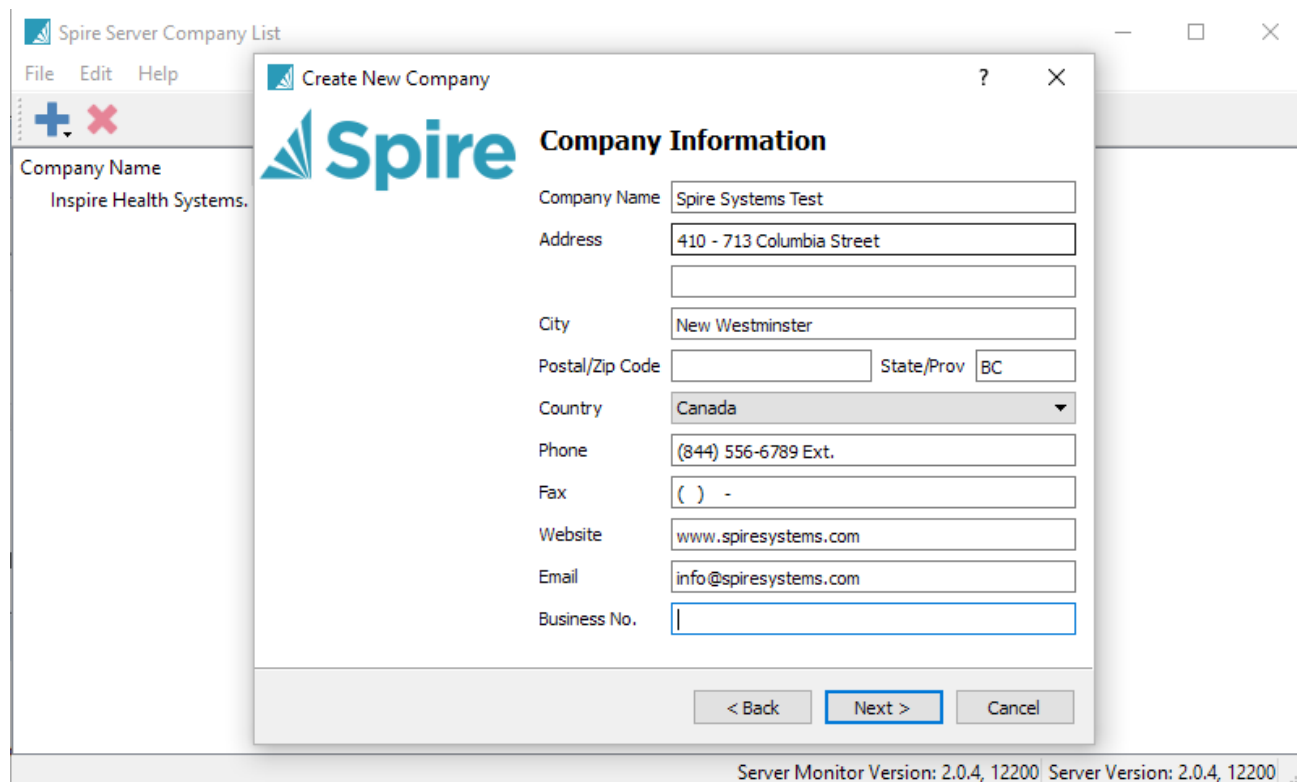 Spire Server Company List
File Edit Help
Create New Company
?
Spire
Company Information
Company Name
Inspire Health Systems.
Company Name Spire Systems Test
Address 410 - 713 Columbia Street
City New Westminster
Postal/Zip Code State/Prov BC
Country Canada
Phone (844) 556-6789 Ext.
Fax ( ) -
Website www.spiresystems.com
Email info@spiresystems.com
Business No.
< Back Next > Cancel
Server Monitor Version: 2.0.4, 12200 Server Version: 2.0.4, 12200